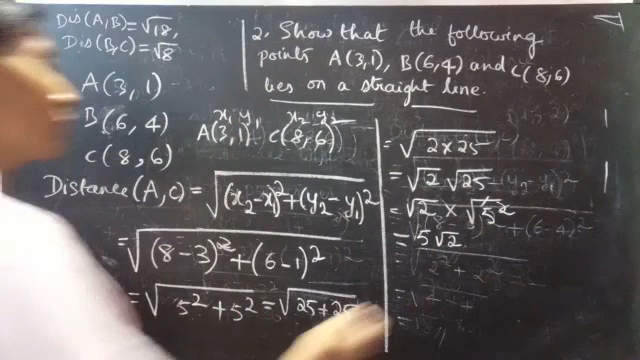 Dis(A,B)=√18,
Dis(B,C)=√8
A(3,1)
B(6,4)
C(8,6)
2. Show that the following
points A(3,1), B(6,4) and C(8,6)
lies on a straight line.
x₁ y₁ x₂ y₂
A(3,1) C(8,6)
Distance(A,C) = √(x₂-x₁)²+(y₂-y₁)²
= √(8-3)²+(6-1)²
= √5²+5² = √25+25
= √2×25
= √2 √25
= √2 × √5²
= 5√2